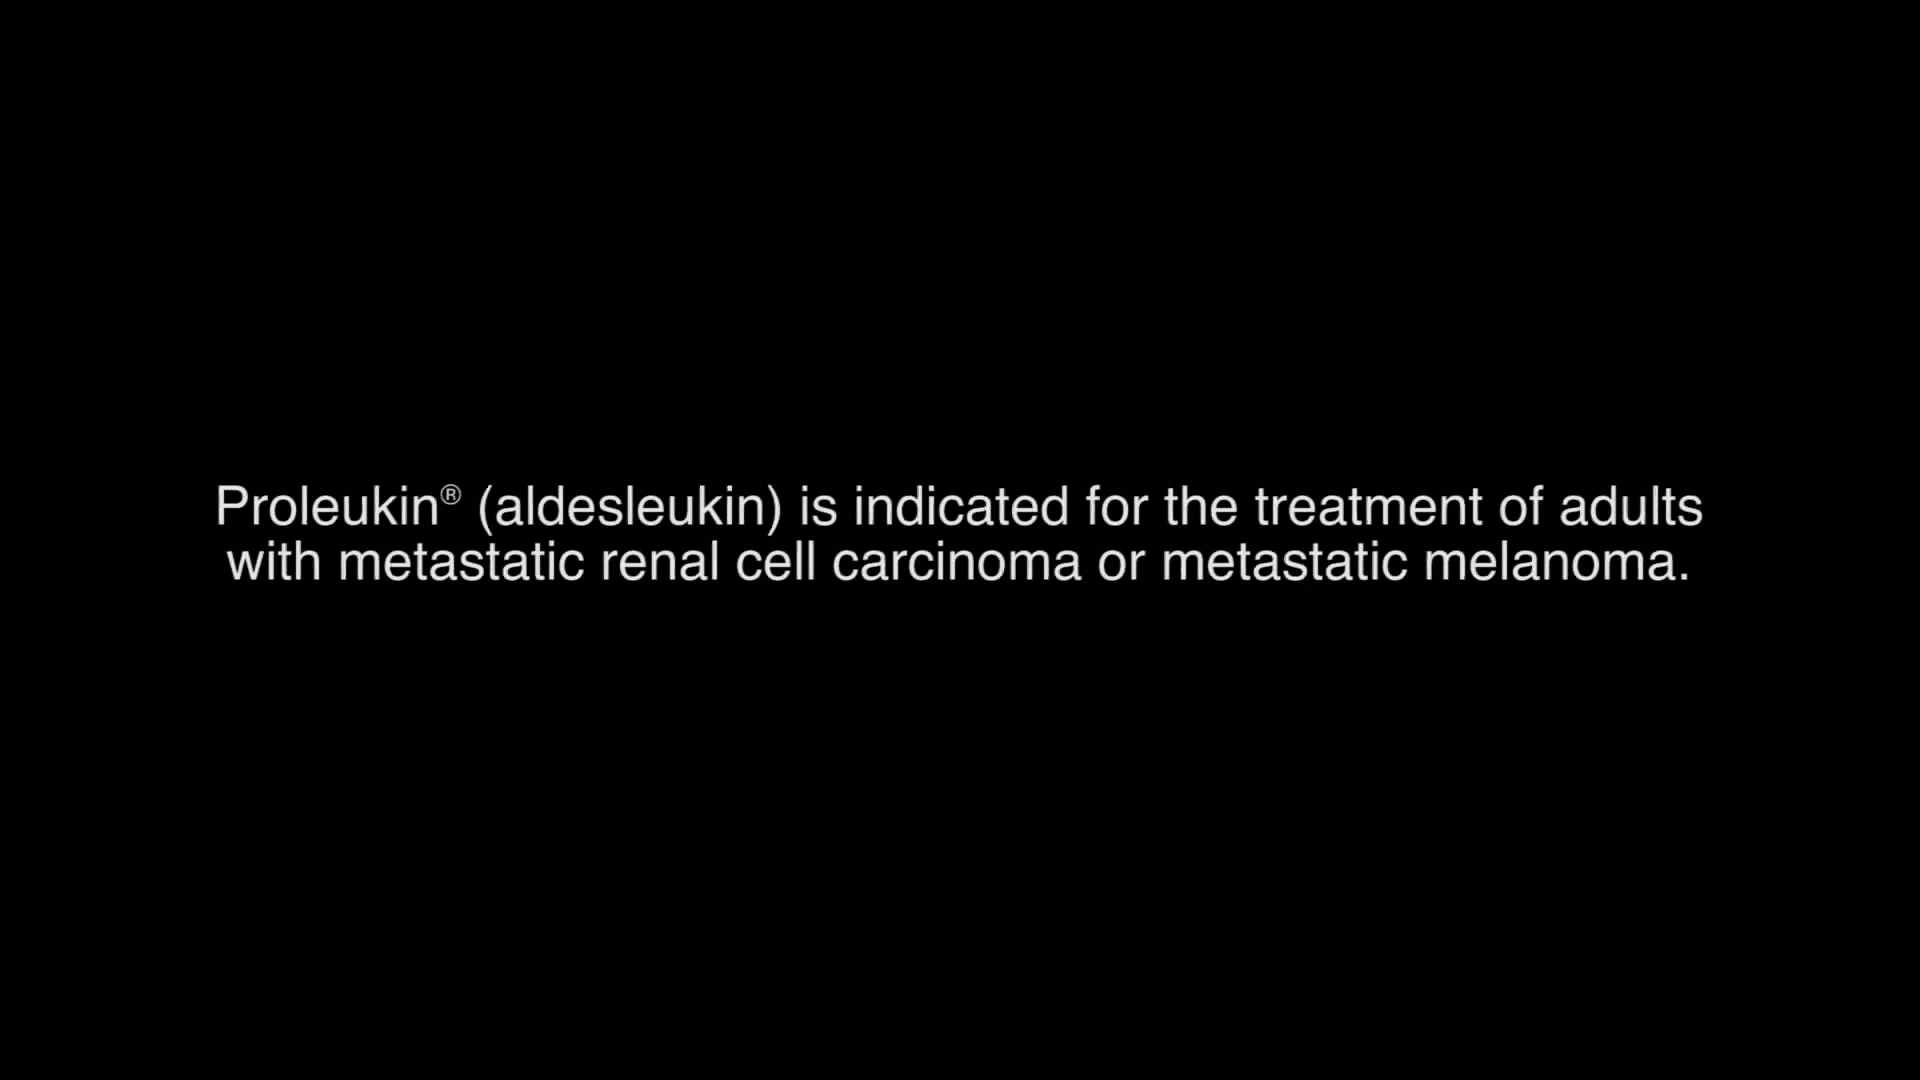 Proleukin® (aldesleukin) is indicated for the treatment of adults
with metastatic renal cell carcinoma or metastatic melanoma.